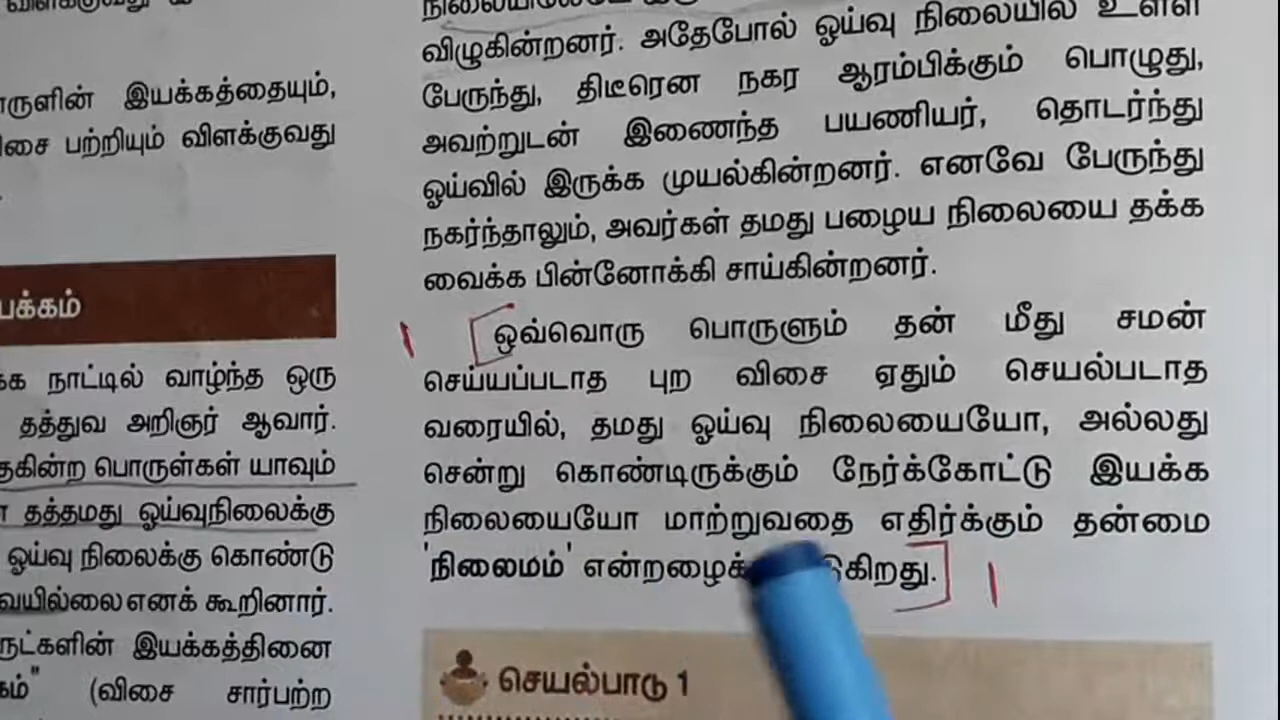 விளக்குவது
ருளின் இயக்கத்தையும்,
சை பற்றியும் விளக்குவது
பக்கம்
நாட்டில் வாழ்ந்த ஒரு
தத்துவ அறிஞர் ஆவார்.
கின்ற பொருள்கள் யாவும்
தத்தமது ஓய்வுநிலைக்கு
ஓய்வு நிலைக்கு கொண்டு
வையில்லை எனக் கூறினார்.
ருட்களின் இயக்கத்தினை
கம்" (விசை சார்பற்ற
விழுகின்றனர். அதேபோல் ஓய்வு நிலையில் உள்ள
பேருந்து, திடீரென நகர ஆரம்பிக்கும் பொழுது,
அவற்றுடன் இணைந்த பயணியர், தொடர்ந்து
ஓய்வில் இருக்க முயல்கின்றனர். எனவே பேருந்து
நகர்ந்தாலும், அவர்கள் தமது பழைய நிலையை தக்க
வைக்க பின்னோக்கி சாய்கின்றனர்.
ஒவ்வொரு பொருளும் தன் மீது சமன்
செய்யப்படாத புற விசை ஏதும் செயல்படாத
வரையில், தமது ஓய்வு நிலையையோ, அல்லது
சென்று கொண்டிருக்கும் நேர்க்கோட்டு இயக்க
நிலையையோ மாற்றுவதை எதிர்க்கும் தன்மை
'நிலைமம்' என்றழைக் கிறது.
செயல்பாடு 1